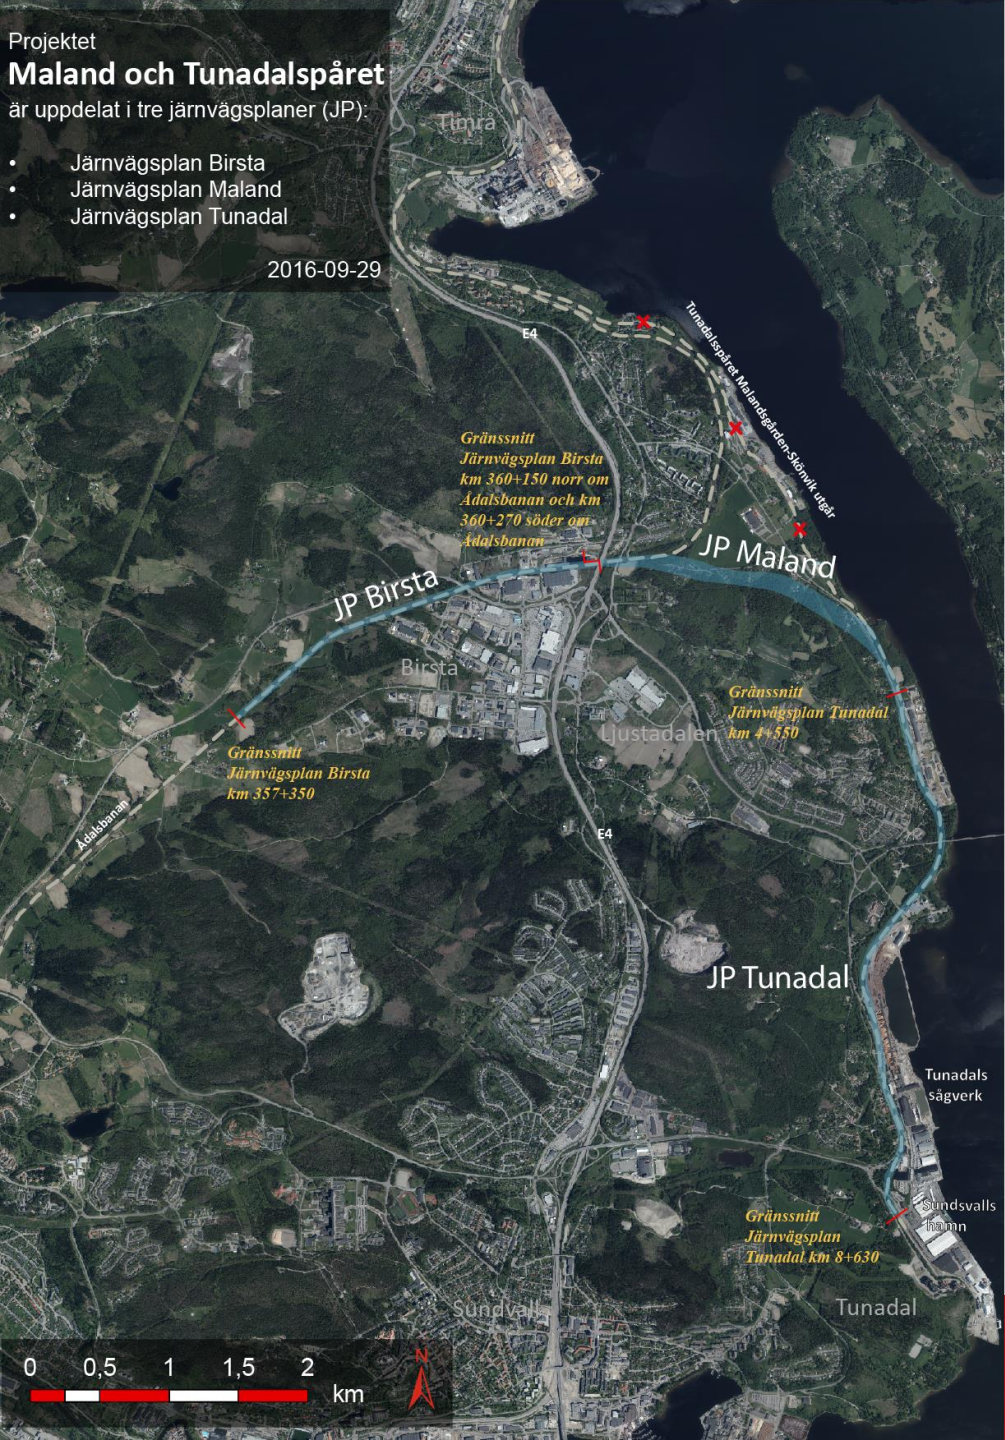 Projektet
Maland och Tunadalspåret
är uppdelat i tre järnvägsplaner (JP):
• Järnvägsplan Birsta
• Järnvägsplan Maland
• Järnvägsplan Tunadal
2016-09-29
Timrå
E4
Tunadalsspåret Malandsgården-Skönvik utgår
Gränssnitt
Järnvägsplan Birsta
km 360+150 norr om
Ådalsbanan och km
360+270 söder om
Ådalsbanan
JP Maland
JP Birsta
Birsta
Gränssnitt
Järnvägsplan Tunadal
km 4+550
Ljustadalen
Gränssnitt
Järnvägsplan Birsta
km 357+350
Ådalsbanan
E4
JP Tunadal
Tunadals
sågverk
Sundsvalls
hamn
Gränssnitt
Järnvägsplan
Tunadal km 8+630
Tunadal
Sundvall
0 0,5 1 1,5 2
km
N